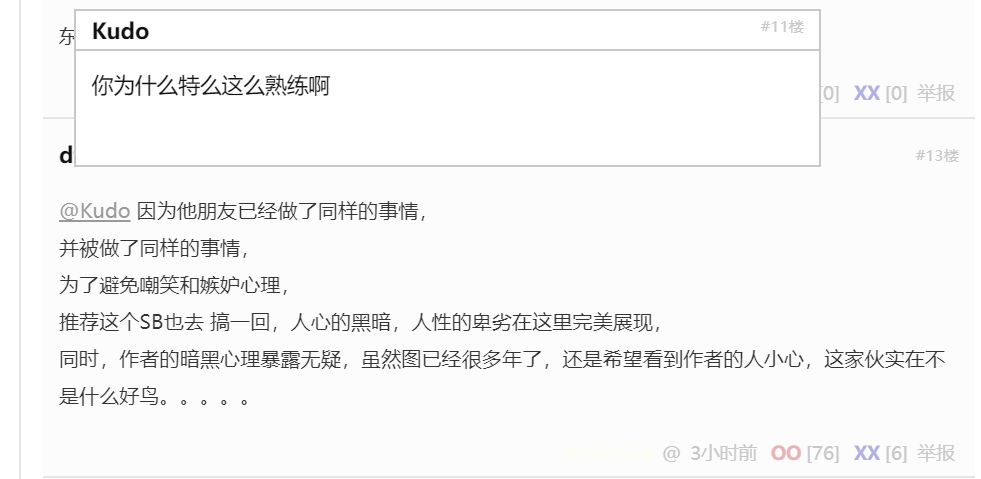 东
Kudo
#11楼
你为什么特么这么熟练啊
[0] XX [0] 举报
d
#13楼
@Kudo 因为他朋友已经做了同样的事情，
并被做了同样的事情，
为了避免嘲笑和嫉妒心理，
推荐这个SB也去 搞一回，人心的黑暗，人性的卑劣在这里完美展现，
同时，作者的暗黑心理暴露无疑，虽然图已经很多年了，还是希望看到作者的人小心，这家伙实在不
是什么好鸟。。。。。
@ 3小时前 OO [76] XX [6] 举报